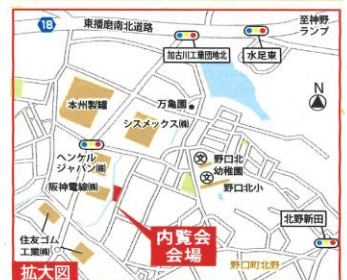 18
東播磨南北道路
至神野
ランプ
加古川工業団地北
水足東
N
本州製罐
万亀園
シスメックス㈱
ヘンケル
ジャパン㈱
文
野口北
幼稚園
阪神電線㈱
文
野口北小
内覧会
会場
北野新田
住友ゴム
工業㈱
野口町北野
拡大図